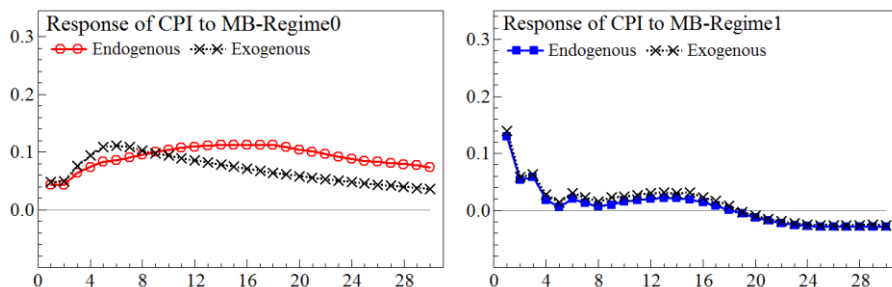 Response of CPI to MB-Regime0
Endogenous Exogenous
0.3
0.2
0.1
0.0
0 4 8 12 16 20 24 28
Response of CPI to MB-Regime1
Endogenous Exogenous
0.3
0.2
0.1
0.0
0 4 8 12 16 20 24 28